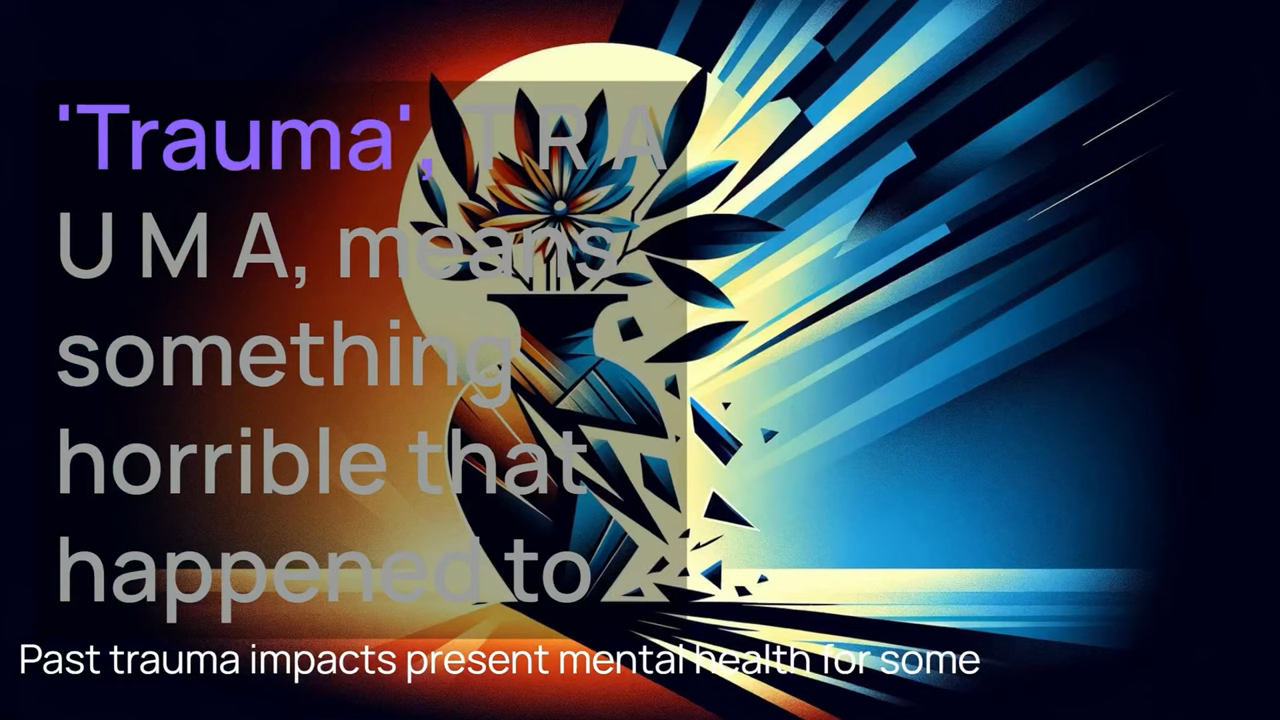 'Trauma', T R A
U M A, means
something
horrible that
happened to
Past trauma impacts present mental health for some